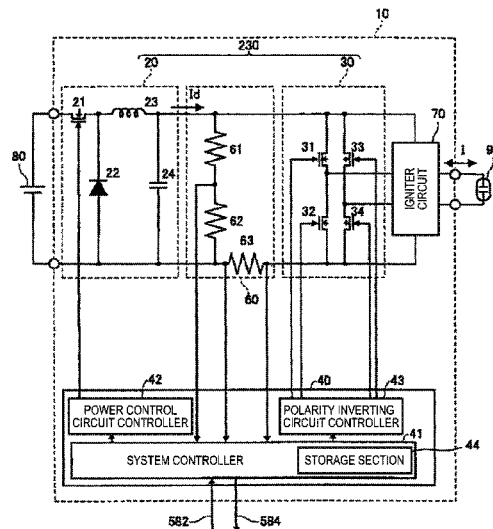 10
230
20
30
Id
21
23
70
80
22
24
61
62
63
60
31
33
32
34
IGNITER
CIRCUIT
I
9
42
40
43
POWER CONTROL
CIRCUIT CONTROLLER
POLARITY INVERTING
CIRCUIT CONTROLLER
41
44
SYSTEM CONTROLLER
STORAGE SECTION
582
584